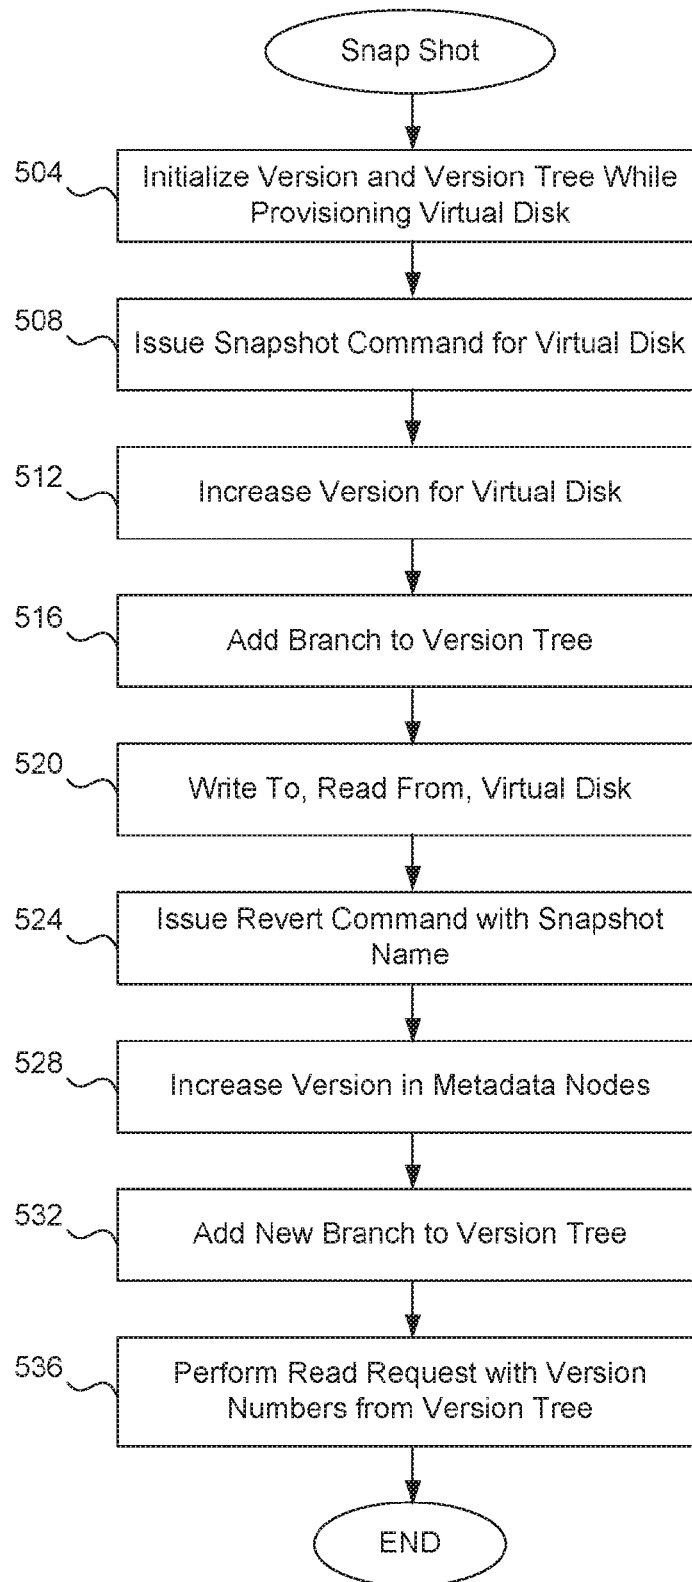 Snap Shot
504
Initialize Version and Version Tree While
Provisioning Virtual Disk
508
Issue Snapshot Command for Virtual Disk
512
Increase Version for Virtual Disk
516
Add Branch to Version Tree
520
Write To, Read From, Virtual Disk
524
Issue Revert Command with Snapshot
Name
528
Increase Version in Metadata Nodes
532
Add New Branch to Version Tree
536
Perform Read Request with Version
Numbers from Version Tree
END